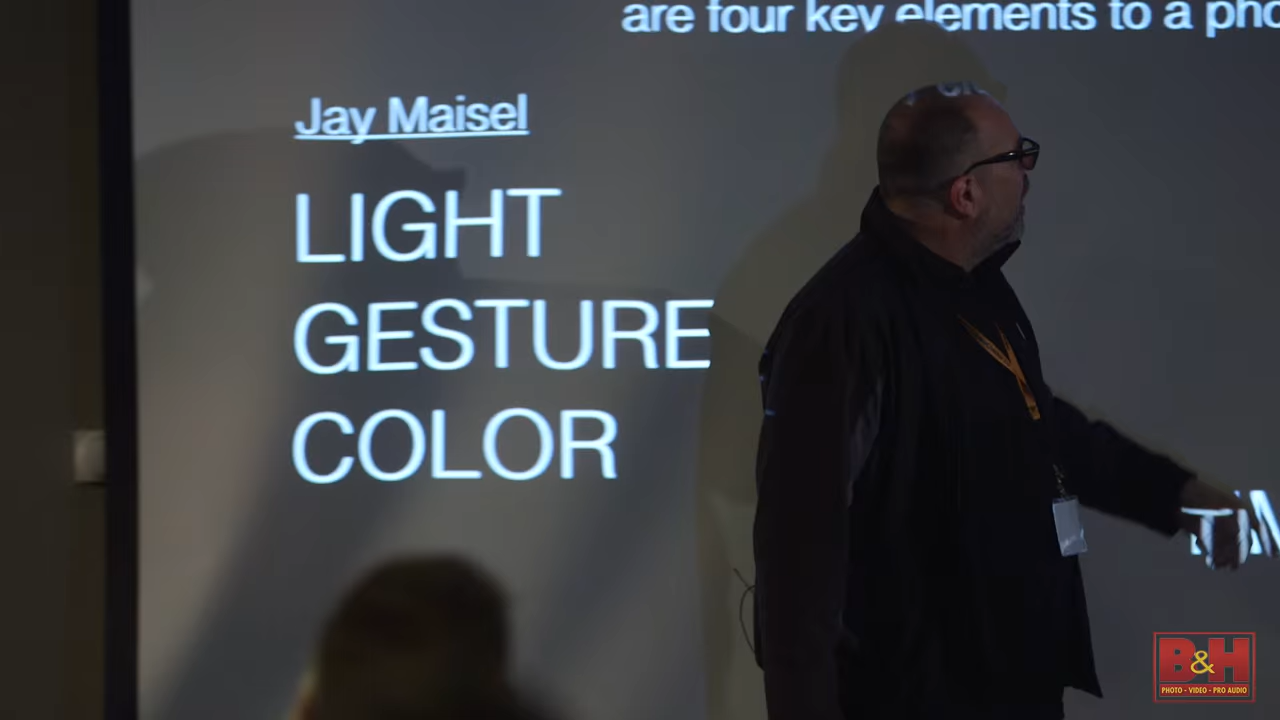 are four key elements to a pho
Jay Maisel
LIGHT
GESTURE
COLOR
B&H
PHOTO - VIDEO - PRO AUDIO